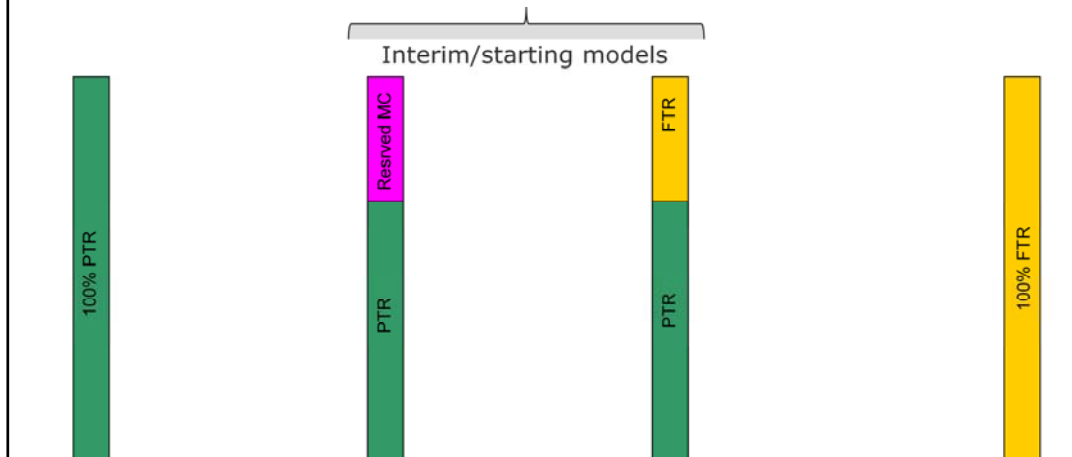 Interim/starting models
100% PTR
Resrved MC
PTR
FTR
PTR
100% FTR